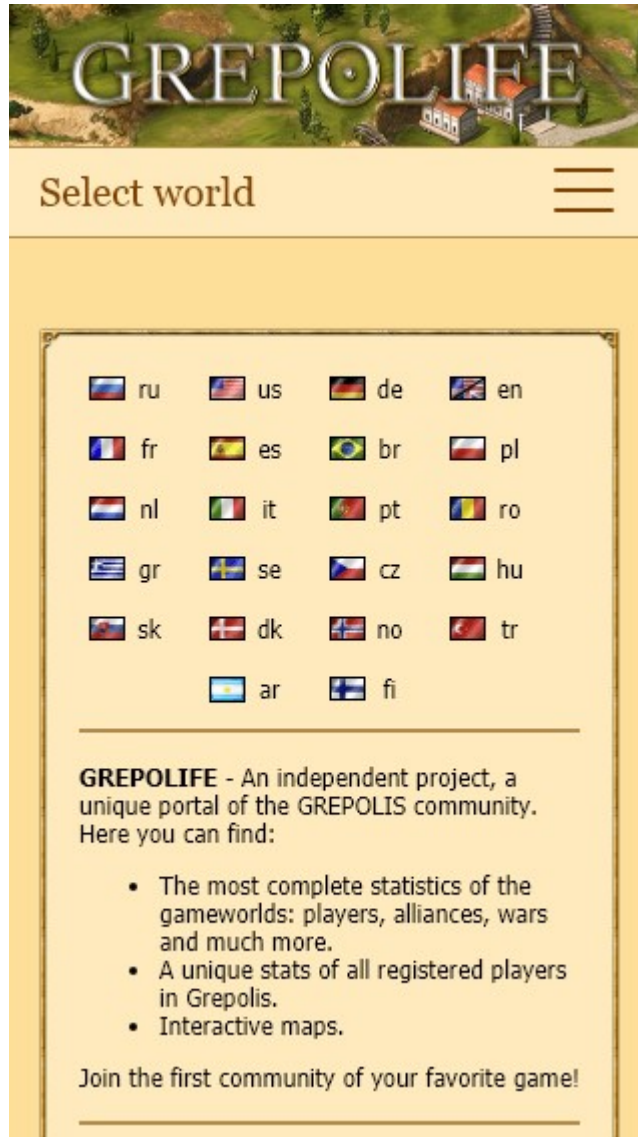 GREPOLIFE
Select world
ru us de en
fr es br pl
nl it pt ro
gr se cz hu
sk dk no tr
ar fi
GREPOLIFE - An independent project, a
unique portal of the GREPOLIS community.
Here you can find:
• The most complete statistics of the
gameworlds: players, alliances, wars
and much more.
• A unique stats of all registered players
in Grepolis.
• Interactive maps.
Join the first community of your favorite game!